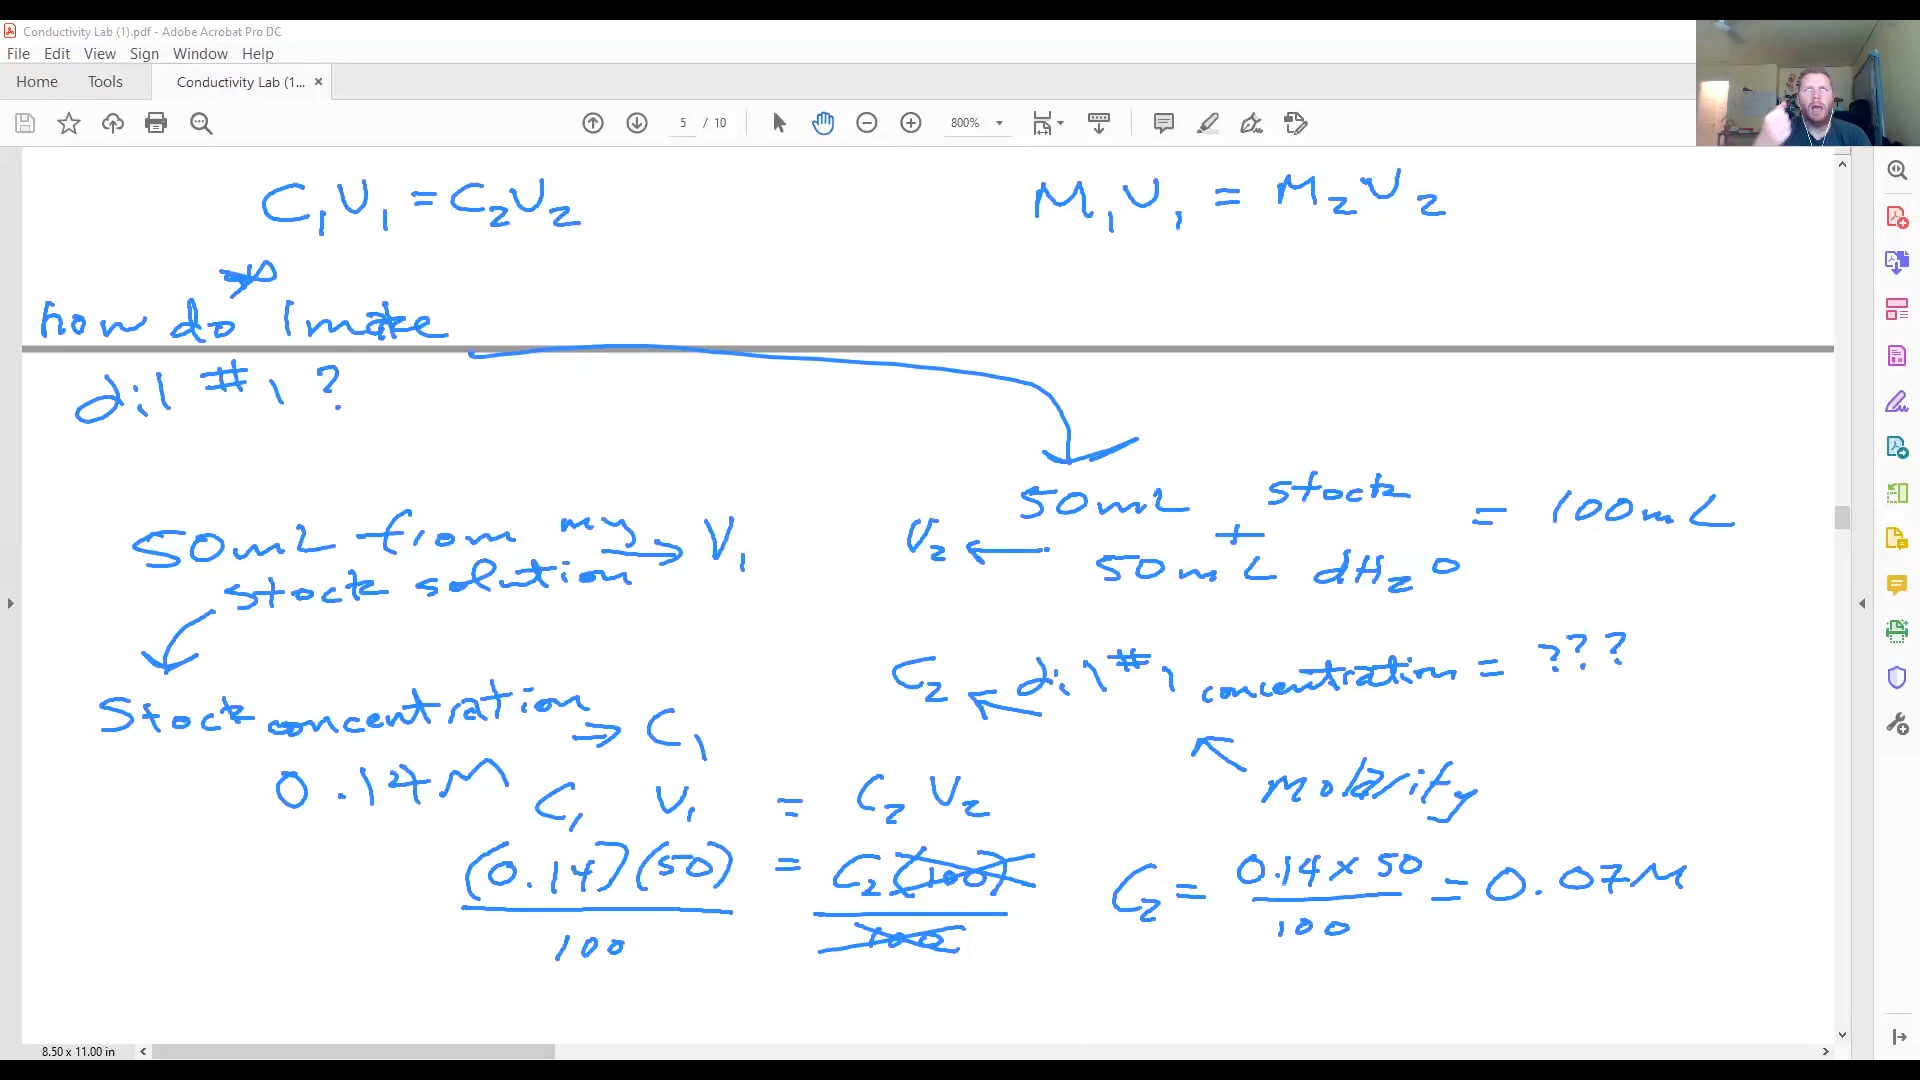 Conductivity Lab (1).pdf - Adobe Acrobat Pro DC
File Edit View Sign Window Help
Home Tools Conductivity Lab (1... ×
5 / 10 800%
C₁V₁ = C₂V₂
M₁V₁ = M₂V₂
how do I make
dil #1?
50mL stock
+
50mL dH₂O
= 100mL
V₂
50mL from my
stock solution
V₁
C₂ dil #1 concentration = ???
Molarity
Stock concentration
C₁
0.14M
C₁ V₁ = C₂ V₂
(0.14)(50) = C₂(100)
100 100
C₂ = 0.14 x 50 = 0.07M
100
8.50 x 11.00 in